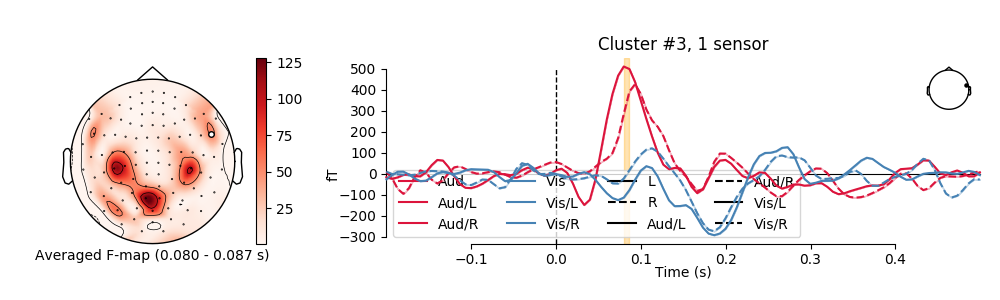 Cluster #3, 1 sensor
125
100
75
50
25
Averaged F-map (0.080 - 0.087 s)
fT
500
400
300
200
100
0
−100
−200
−300
Aud Vis L Aud/R
Aud/L Vis/L R Vis/L
Aud/R Vis/R Aud/L Vis/R
−0.1 0.0 0.1 0.2 0.3 0.4
Time (s)